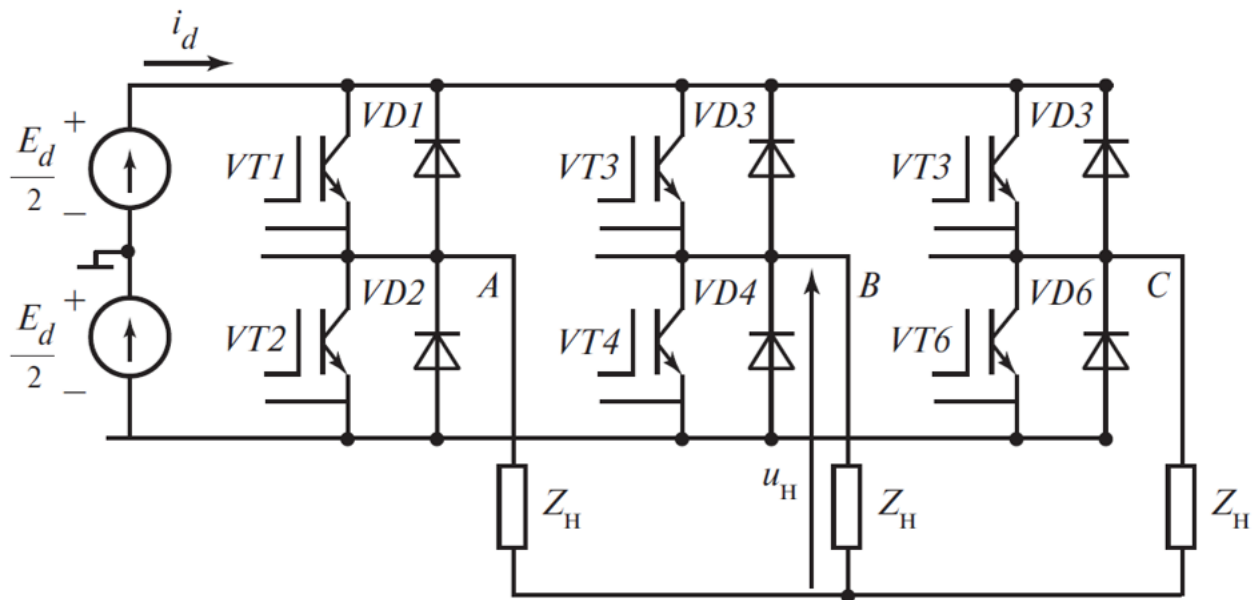 i_d
VD1
VD3
VD3
+
E_d
2
−
VT1
VT3
VT3
VD2
A
VD4
B
VD6
C
+
E_d
2
−
VT2
VT4
VT6
u_Н
Z_Н
Z_Н
Z_Н